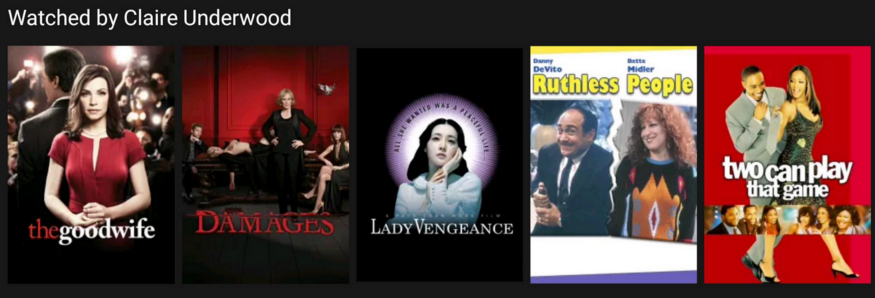 Watched by Claire Underwood
thegoodwife
DAMAGES
ALL SHE WANTED WAS A PEACEFUL LIFE
LADY VENGEANCE
Danny DeVito
Bette Midler
Ruthless People
two can play
that game